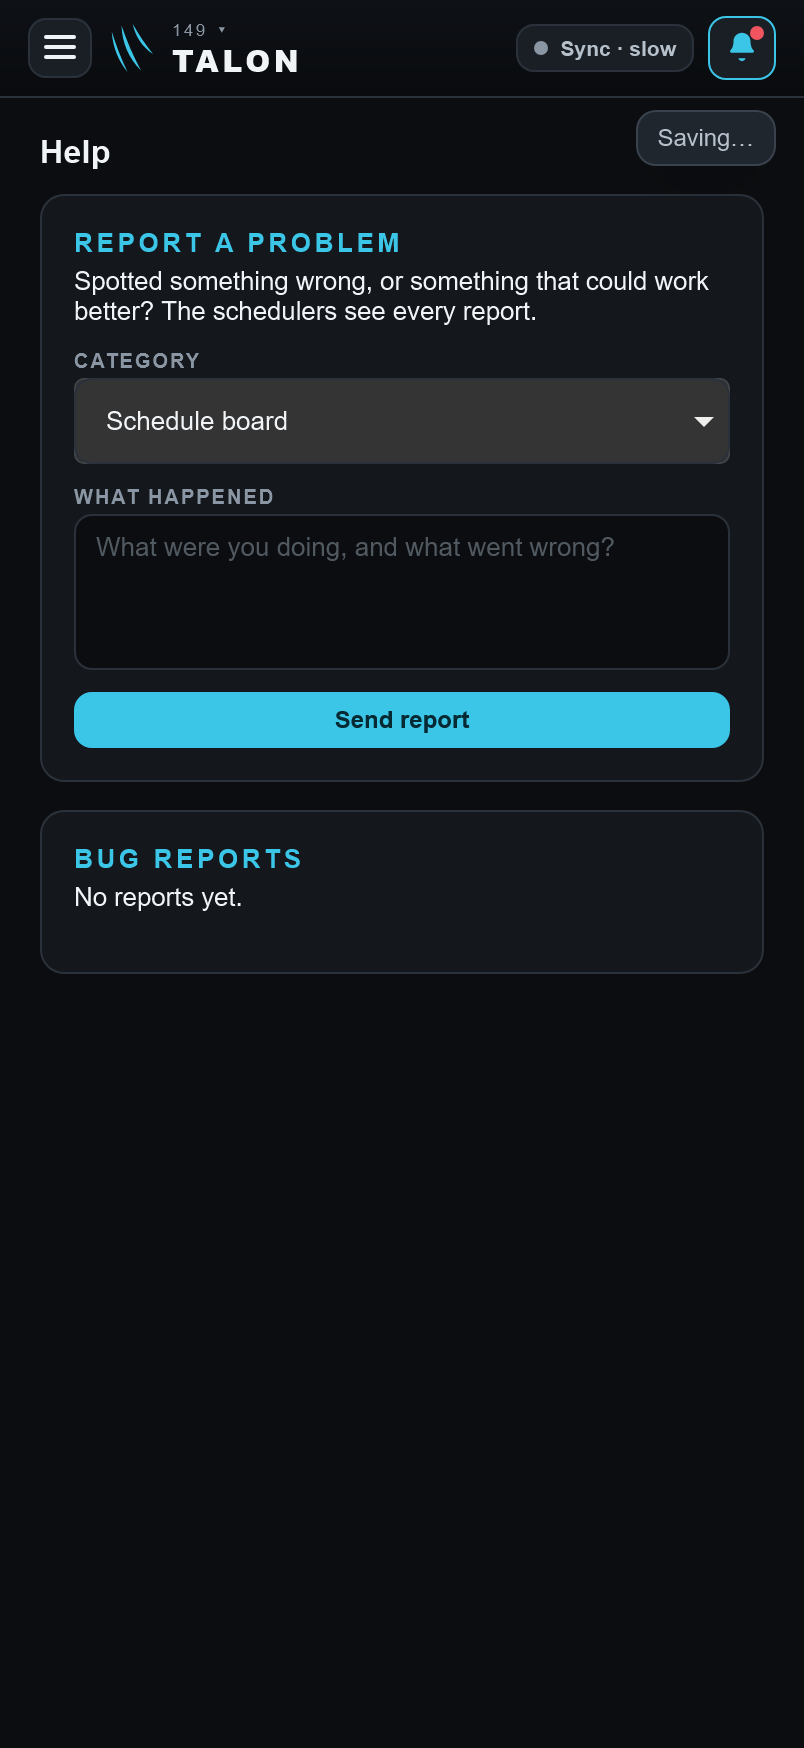 149 ▾
TALON
Sync · slow
Saving…
Help
REPORT A PROBLEM
Spotted something wrong, or something that could work
better? The schedulers see every report.
CATEGORY
Schedule board
WHAT HAPPENED
What were you doing, and what went wrong?
Send report
BUG REPORTS
No reports yet.